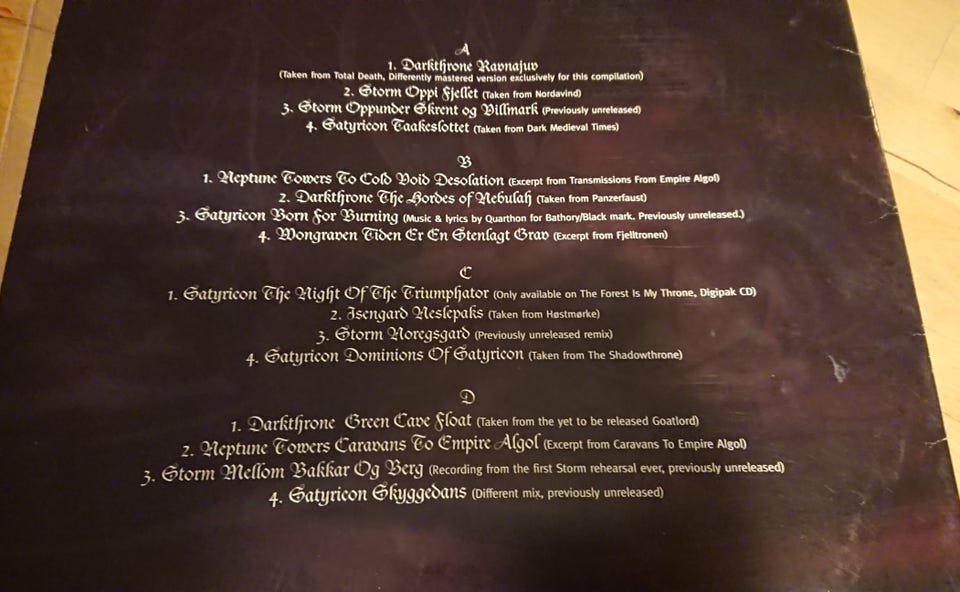 A
1. Darkthrone Ravnajuv
(Taken from Total Death, Differently mastered version exclusively for this compilation)
2. Storm Oppi Fjellet (Taken from Nordavind)
3. Storm Oppunder Skrent og Villmark (Previously unreleased)
4. Satyricon Taakeslottet (Taken from Dark Medieval Times)
B
1. Neptune Towers To Cold Void Desolation (Excerpt from Transmissions From Empire Algol)
2. Darkthrone The Hordes of Nebulah (Taken from Panzerfaust)
3. Satyricon Born For Burning (Music & lyrics by Quarthon for Bathory/Black mark. Previously unreleased.)
4. Wongraven Tiden Er En Stenlagt Grav (Excerpt from Fjelltronen)
C
1. Satyricon The Night Of The Triumphator (Only available on The Forest Is My Throne, Digipak CD)
2. Isengard Neslepaks (Taken from Høstmørke)
3. Storm Noregsgard (Previously unreleased remix)
4. Satyricon Dominions Of Satyricon (Taken from The Shadowthrone)
D
1. Darkthrone Green Cave Float (Taken from the yet to be released Goatlord)
2. Neptune Towers Caravans To Empire Algol (Excerpt from Caravans To Empire Algol)
3. Storm Mellom Bakkar Og Berg (Recording from the first Storm rehearsal ever, previously unreleased)
4. Satyricon Skyggedans (Different mix, previously unreleased)